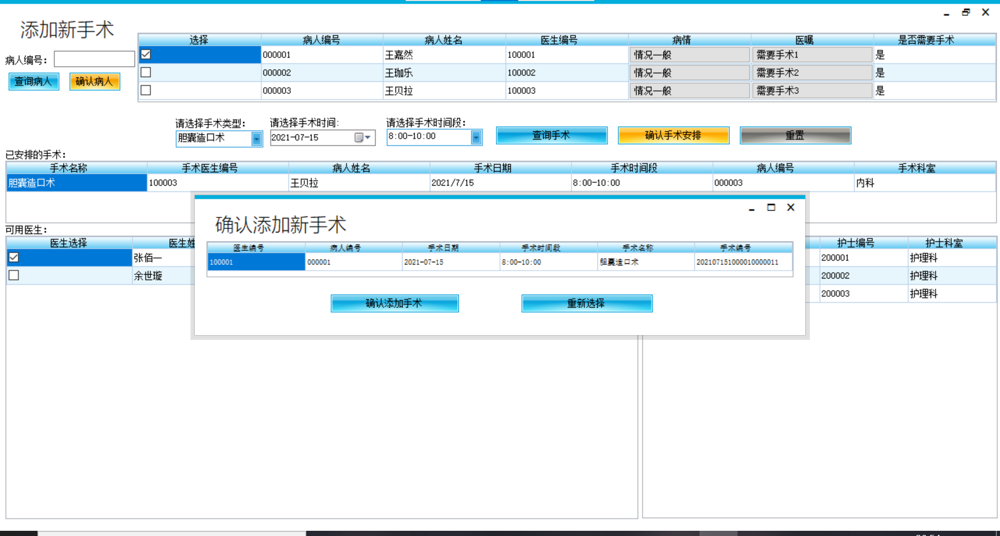 添加新手术
选择 病人编号 病人姓名 医生编号 病情 医嘱 是否需要手术
000001 王嘉然 100001 情况一般 需要手术1 是
病人编号：
000002 王珈乐 100002 情况一般 需要手术2 是
查询病人 确认病人
000003 王贝拉 100003 情况一般 需要手术3 是
请选择手术类型： 请选择手术时间： 请选择手术时间段：
胆囊造口术 2021-07-15 8:00-10:00 查询手术 确认手术安排 重置
已安排的手术：
手术名称 手术医生编号 病人姓名 手术日期 手术时间段 病人编号 手术科室
胆囊造口术 100003 王贝拉 2021/7/15 8:00-10:00 000003 内科
确认添加新手术
医生编号 病人编号 手术日期 手术时间段 手术名称 手术编号
100001 000001 2021-07-15 8:00-10:00 胆囊造口术 202107151000010000011
确认添加手术 重新选择
可用医生：
医生选择 医生姓
张佰一
余世璇
护士编号 护士科室
200001 护理科
200002 护理科
200003 护理科